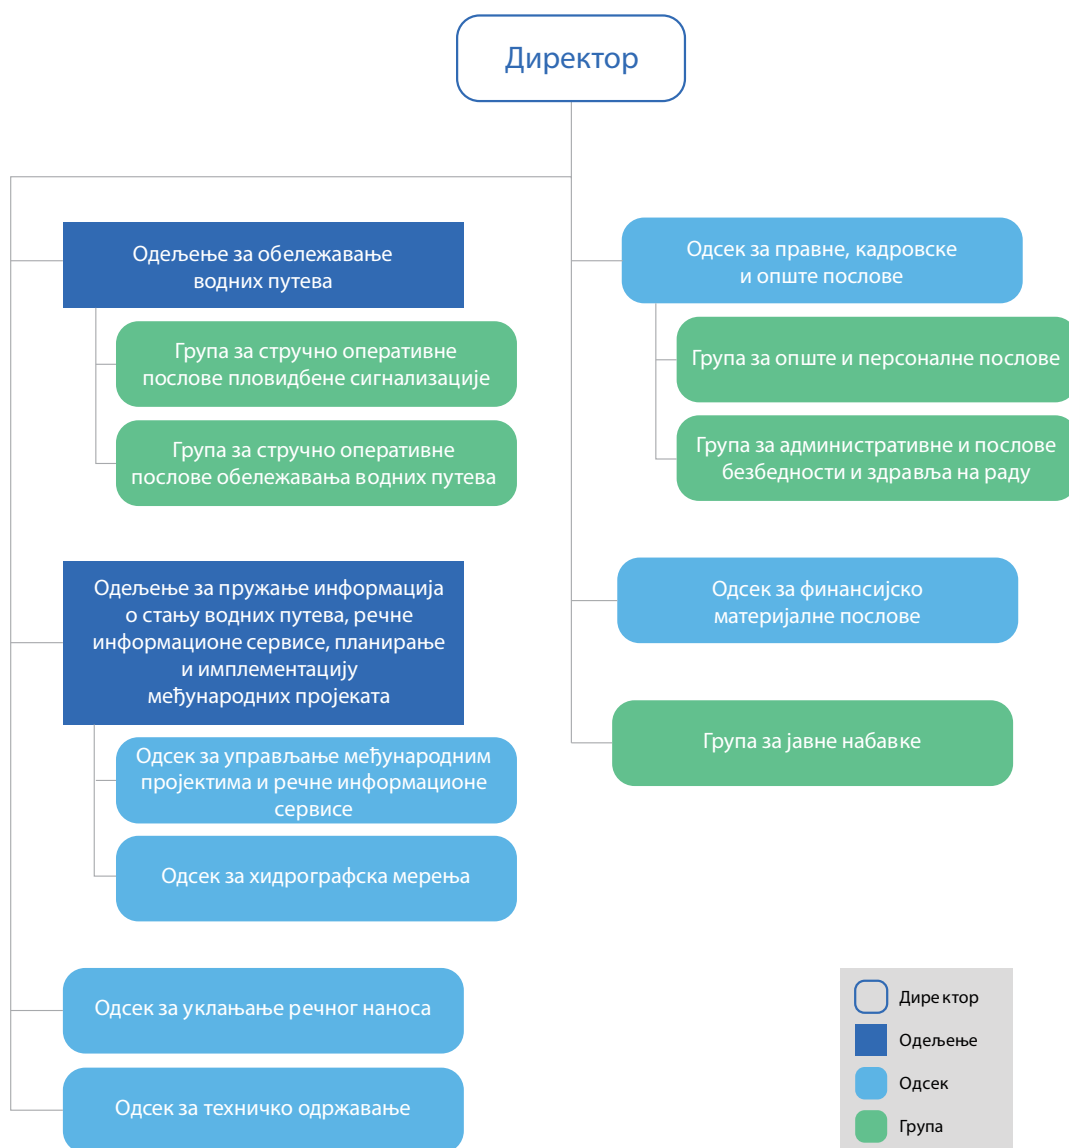 Директор
Одељење за обележавање
водних путева
Група за стручно оперативне
послове пловидбене сигнализације
Група за стручно оперативне
послове обележавања водних путева
Одељење за пружање информација
о стању водних путева, речне
информационе сервисе, планирање
и имплементацију
међународних пројеката
Одсек за управљање међународним
пројектима и речне информационе
сервисе
Одсек за хидрографска мерења
Одсек за уклањање речног наноса
Одсек за техничко одржавање
Одсек за правне, кадровске
и опште послове
Група за опште и персоналне послове
Група за административне и послове
безбедности и здравља на раду
Одсек за финансијско
материјалне послове
Група за јавне набавке
Директор
Одељење
Одсек
Група